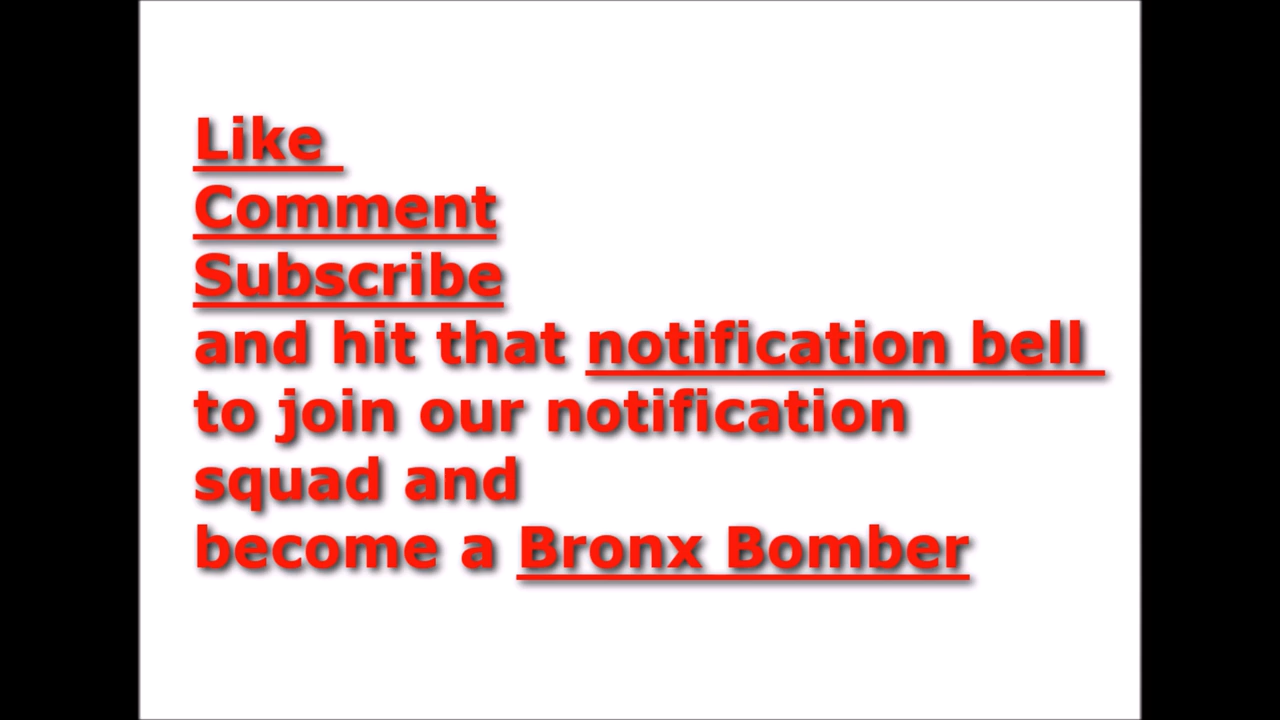 Like
Comment
Subscribe
and hit that notification bell
to join our notification
squad and
become a Bronx Bomber